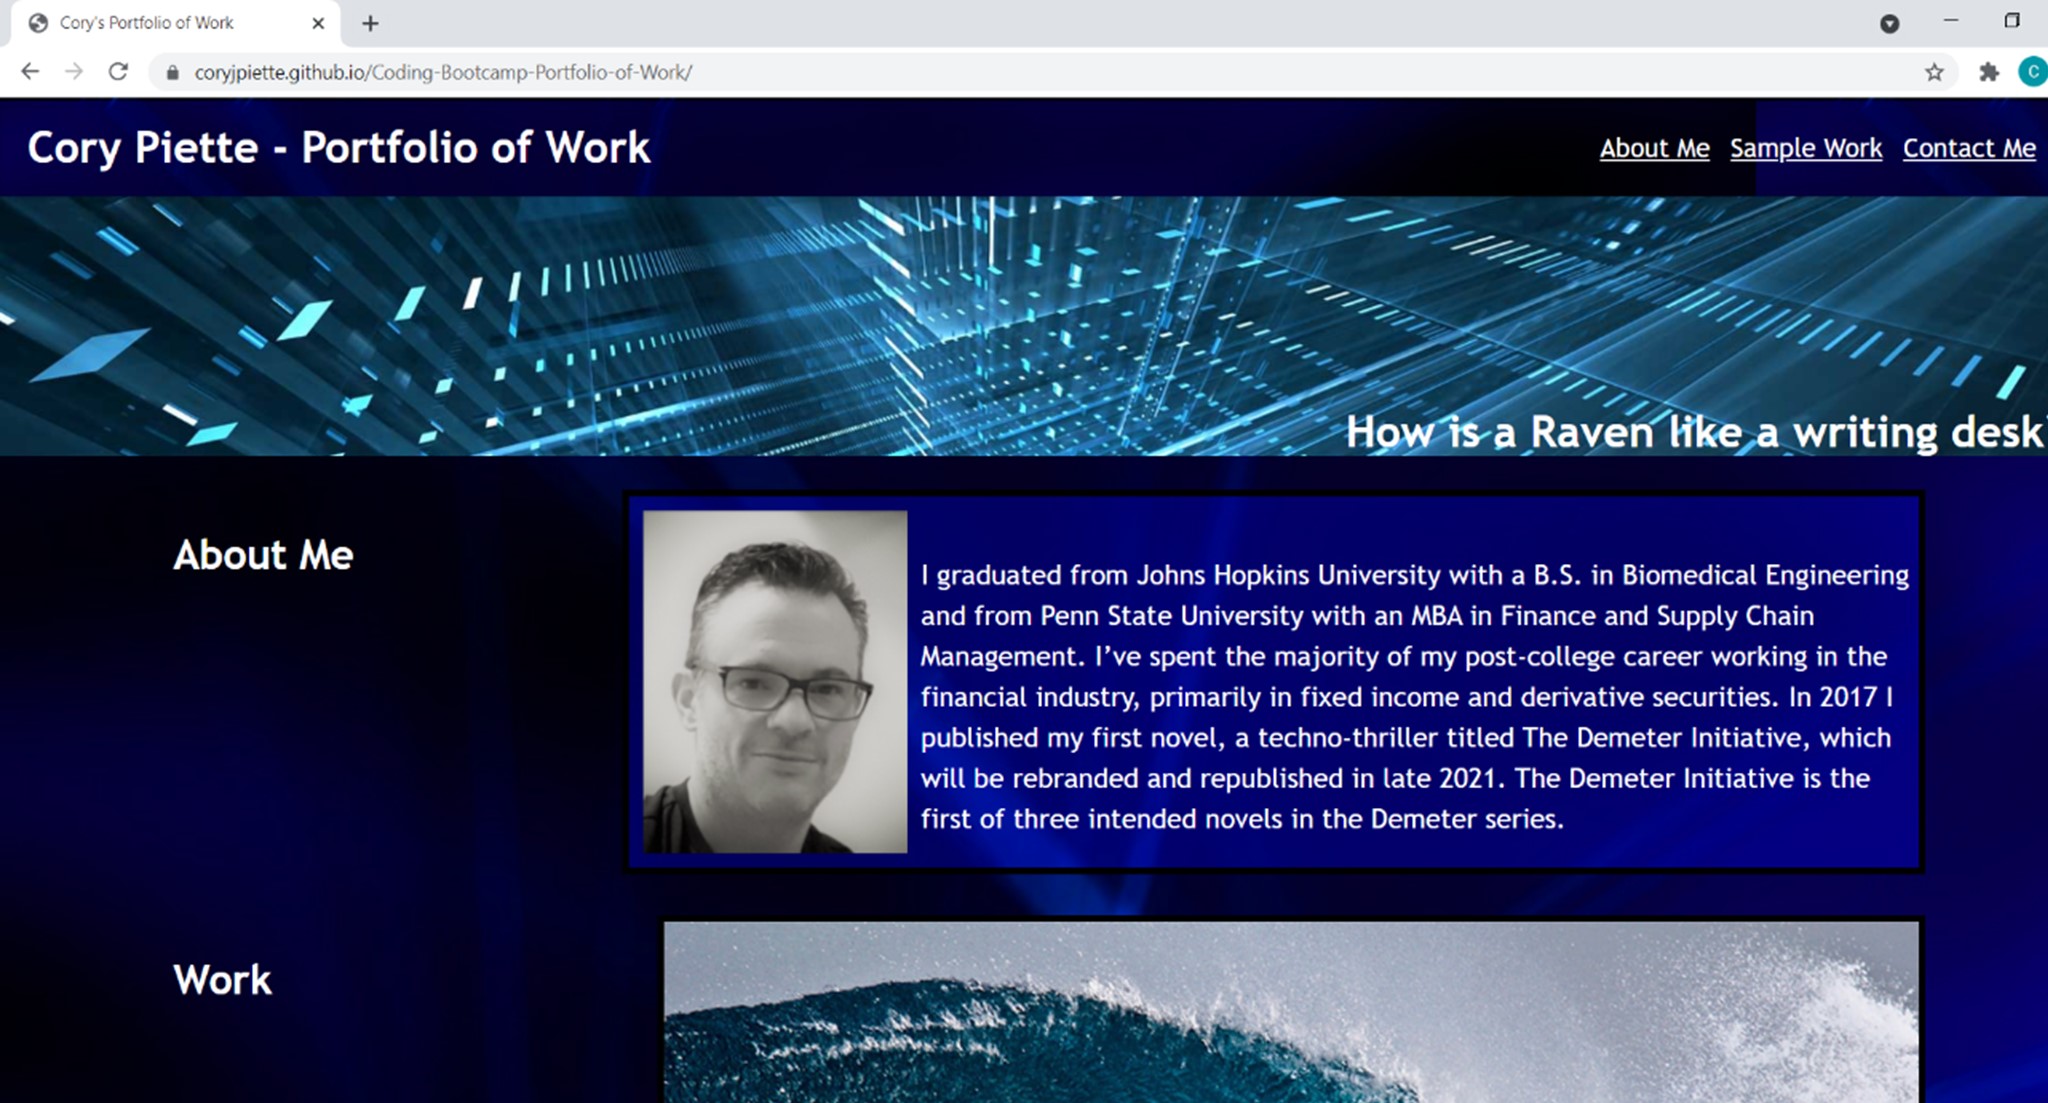 Cory's Portfolio of Work
coryjpiette.github.io/Coding-Bootcamp-Portfolio-of-Work/
C
Cory Piette - Portfolio of Work
About Me Sample Work Contact Me
How is a Raven like a writing desk
About Me
I graduated from Johns Hopkins University with a B.S. in Biomedical Engineering
and from Penn State University with an MBA in Finance and Supply Chain
Management. I’ve spent the majority of my post-college career working in the
financial industry, primarily in fixed income and derivative securities. In 2017 I
published my first novel, a techno-thriller titled The Demeter Initiative, which
will be rebranded and republished in late 2021. The Demeter Initiative is the
first of three intended novels in the Demeter series.
Work